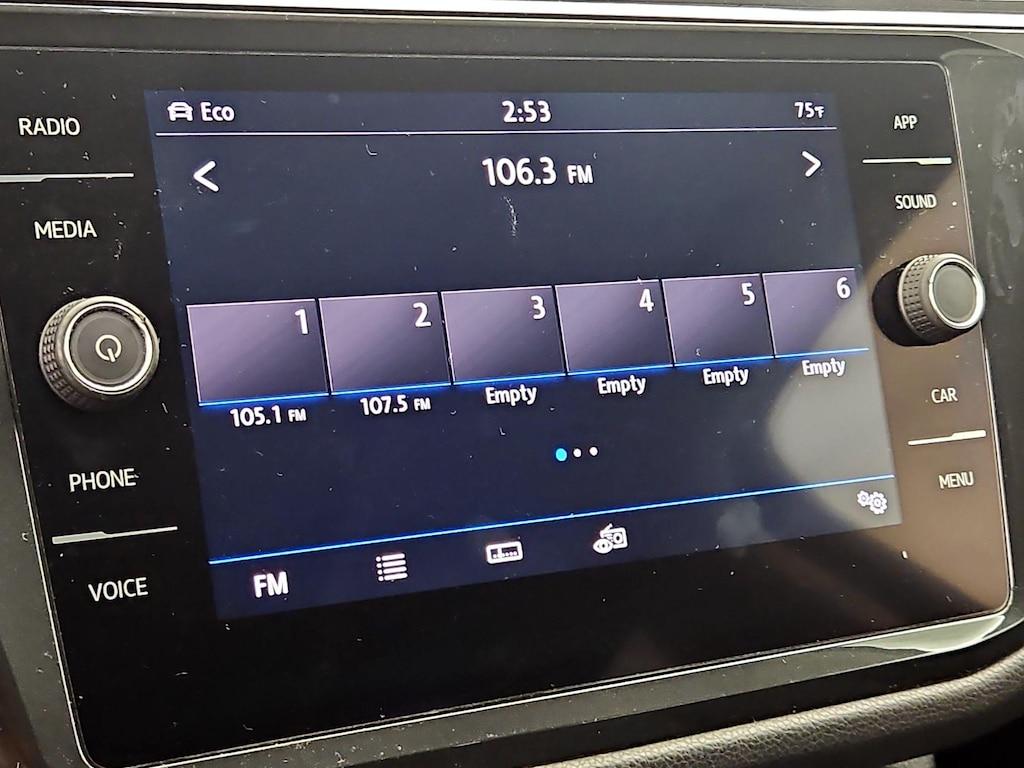 RADIO
MEDIA
PHONE
VOICE
Eco 2:53 75°F
106.3 FM
1 2 3 4 5 6
105.1 FM 107.5 FM Empty Empty Empty Empty
FM
APP
SOUND
CAR
MENU